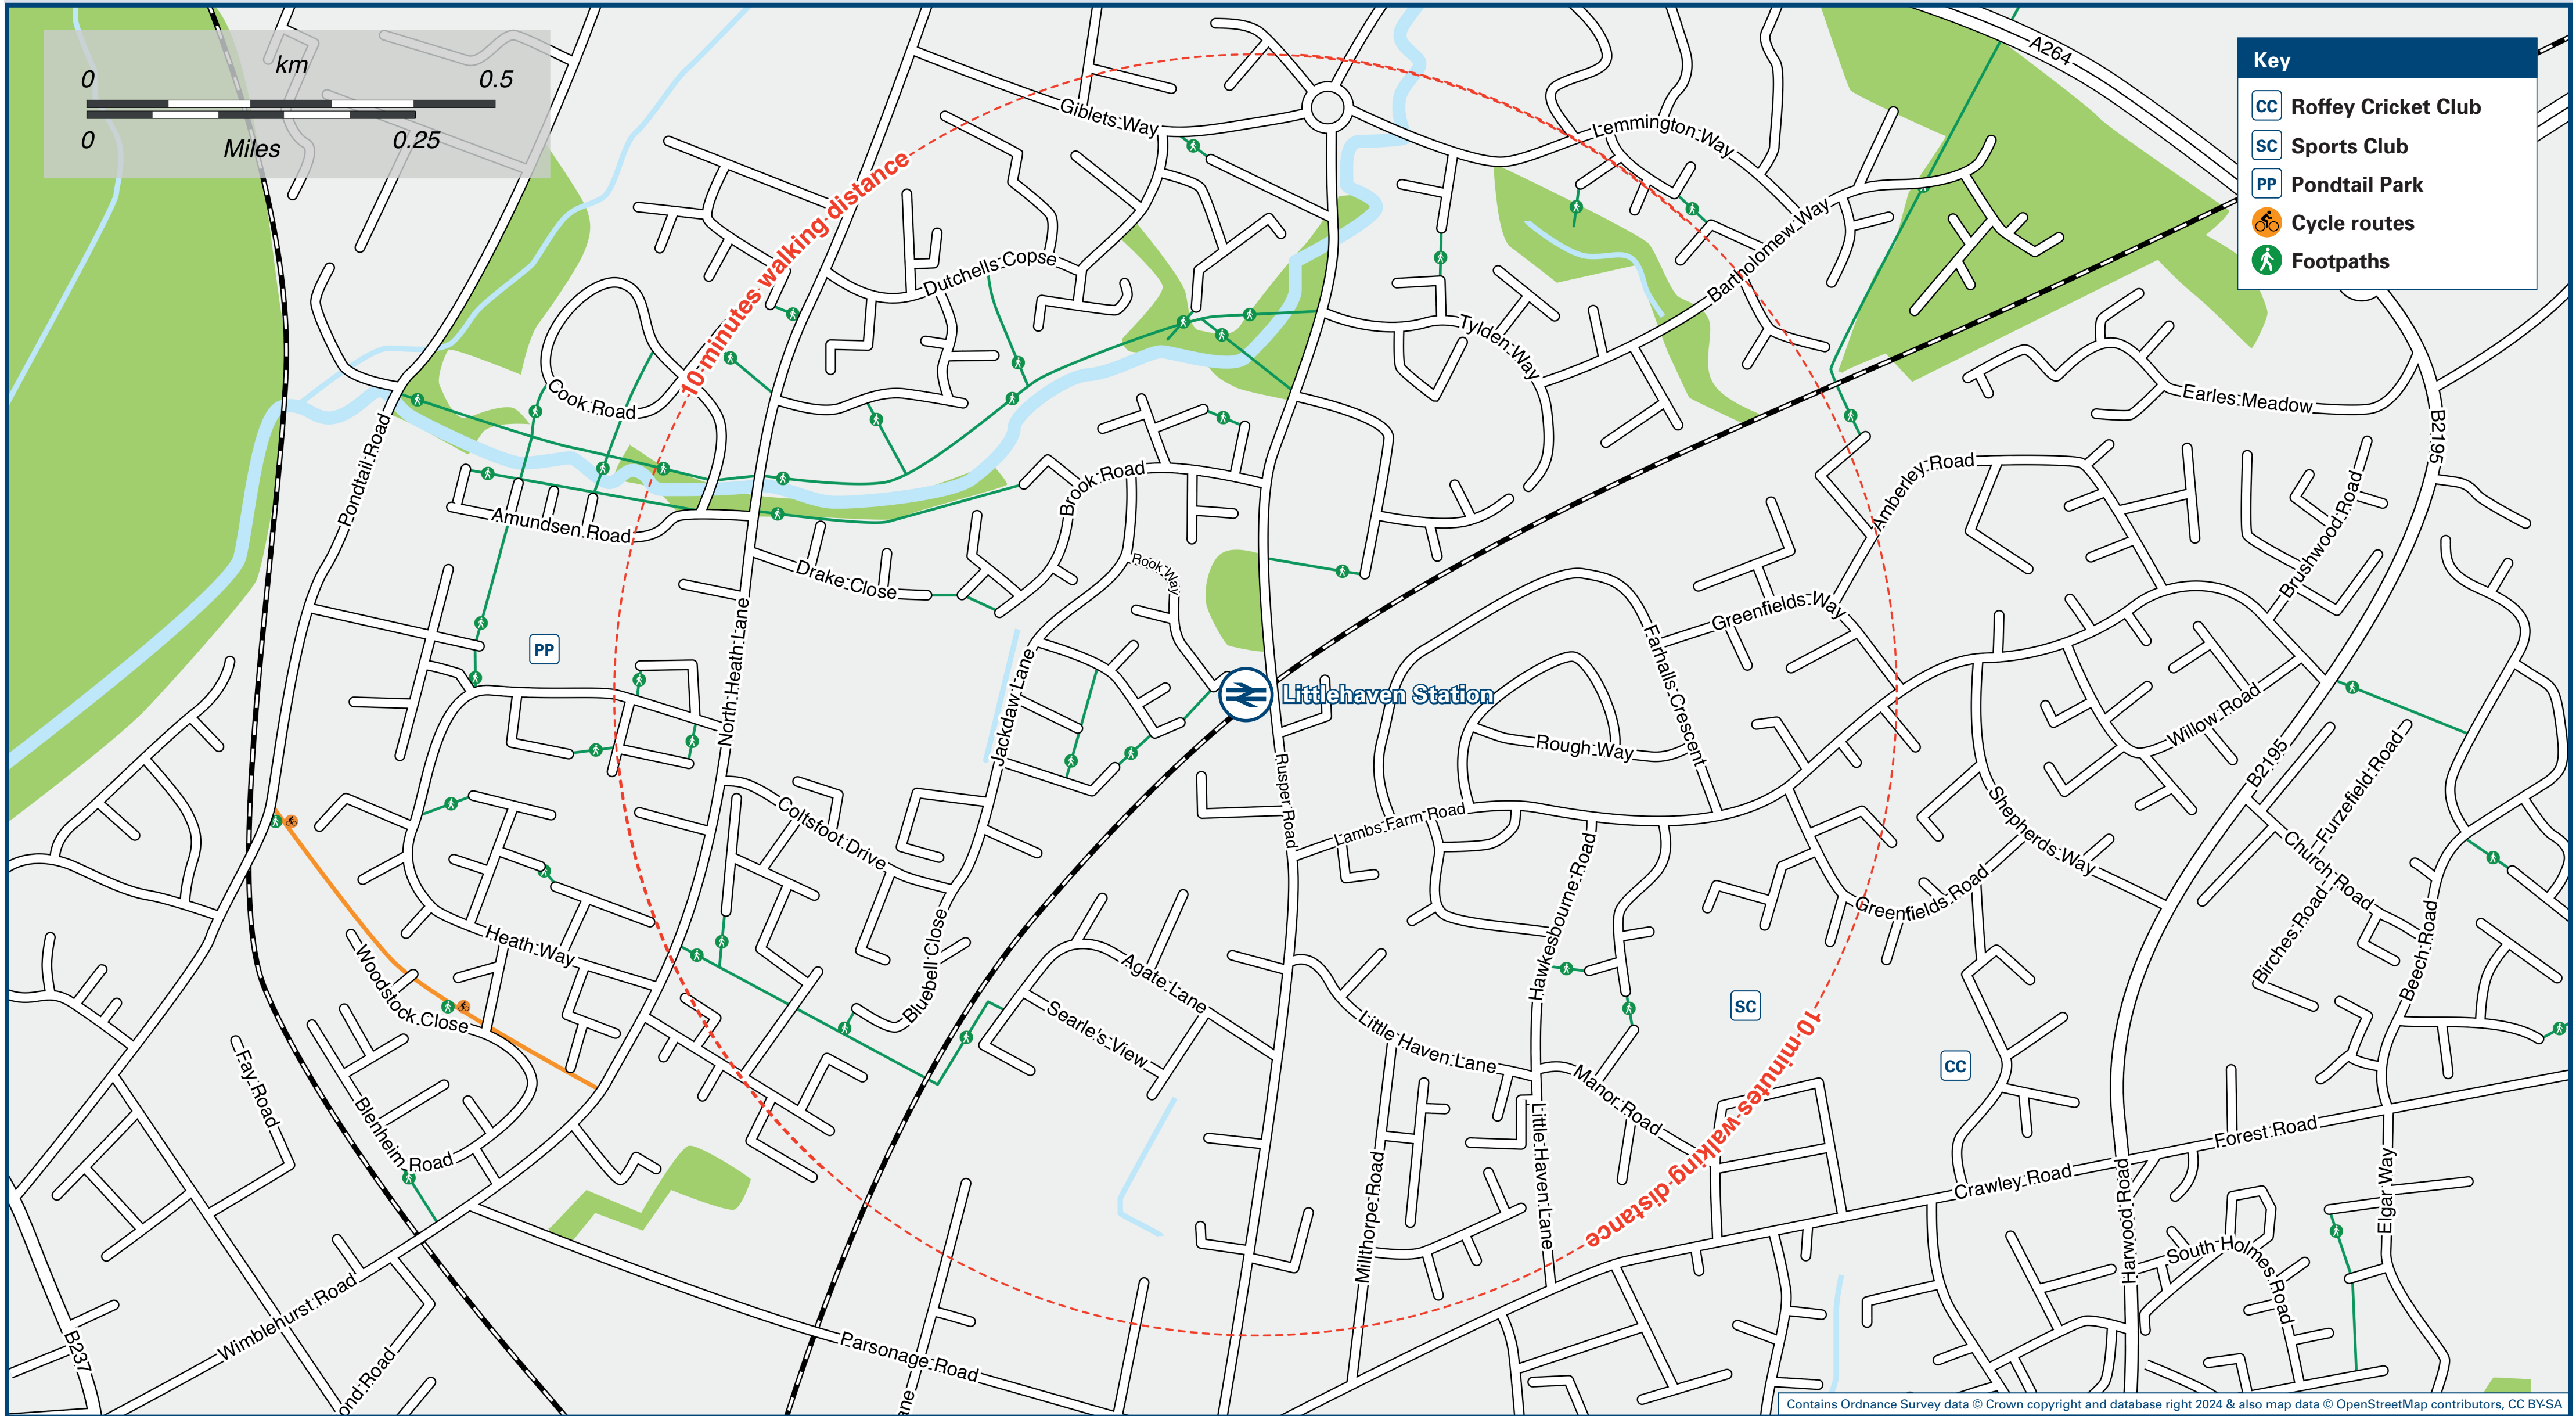 km
0
0.5
0
0.25
Miles
A264
Key
CC Roffey Cricket Club
SC Sports Club
PP Pondtail Park
Cycle routes
Footpaths
Giblets Way
Lemmington Way
10 minutes walking distance
Bartholomew Way
Dutchells Copse
Tylden Way
Cook Road
Earles Meadow
B2195
Pondtail Road
Brook Road
Amberley Road
Amundsen Road
Brushwood Road
Rook Way
Drake Close
Greenfields Way
North Heath Lane
PP
Jackdaw Lane
Farhalls Crescent
Littlehaven Station
Willow Road
Rough Way
B2195
Rusper Road
Furzefield Road
Coltsfoot Drive
Lambs Farm Road
Shepherds Way
Church Road
Hawkesbourne Road
Greenfields Road
Birches Road
Beech Road
Heath Way
Bluebell Close
Agate Lane
Woodstock Close
Searle's View
SC
Little Haven Lane
CC
Manor Road
10 minutes walking distance
Fay Road
Blenheim Road
Little Haven Lane
Forest Road
Millthorpe Road
Crawley Road
Harwood Road
Elgar Way
South Holmes Road
Wimblehurst Road
B237
Parsonage Road
ond Road
ane
Contains Ordnance Survey data © Crown copyright and database right 2024 & also map data © OpenStreetMap contributors, CC BY-SA